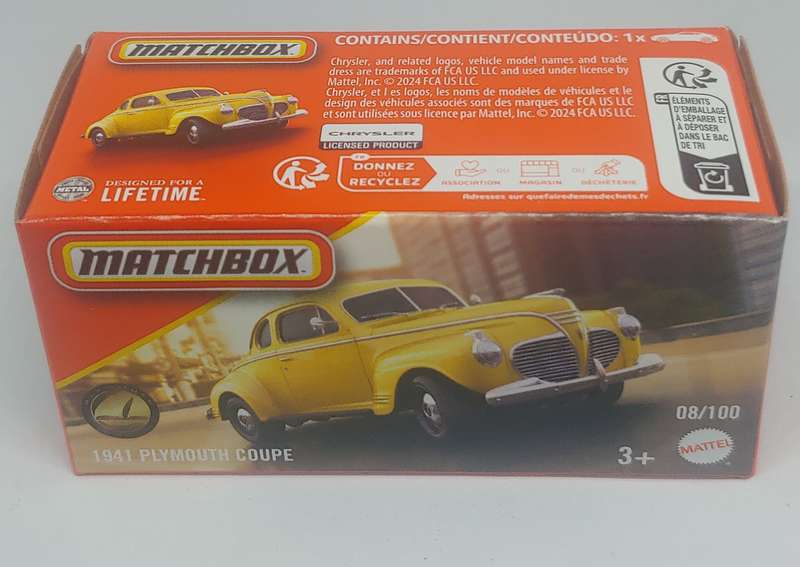 MATCHBOX
CONTAINS/CONTIENT/CONTEÚDO: 1x
Chrysler, and related logos, vehicle model names and trade
dress are trademarks of FCA US LLC and used under license by
Mattel, Inc. © 2024 FCA US LLC.
Chrysler, et l es logos, les noms de modèles de véhicules et le
design des véhicules associés sont des marques de FCA US LLC
et sont utilisées sous licence par Mattel, Inc. © 2024 FCA US LLC.
CHRYSLER
LICENSED PRODUCT
METAL
DESIGNED FOR A
LIFETIME™
FR
DONNEZ
OU
RECYCLEZ
ASSOCIATION
OU
MAGASIN
OU
DÉCHÈTERIE
Adresses sur quefairedemesdechets.fr
FR
ÉLÉMENTS
D'EMBALLAGE
À SÉPARER ET
À DÉPOSER
DANS LE BAC
DE TRI
MATCHBOX
1941 PLYMOUTH COUPE
08/100
3+
MATTEL